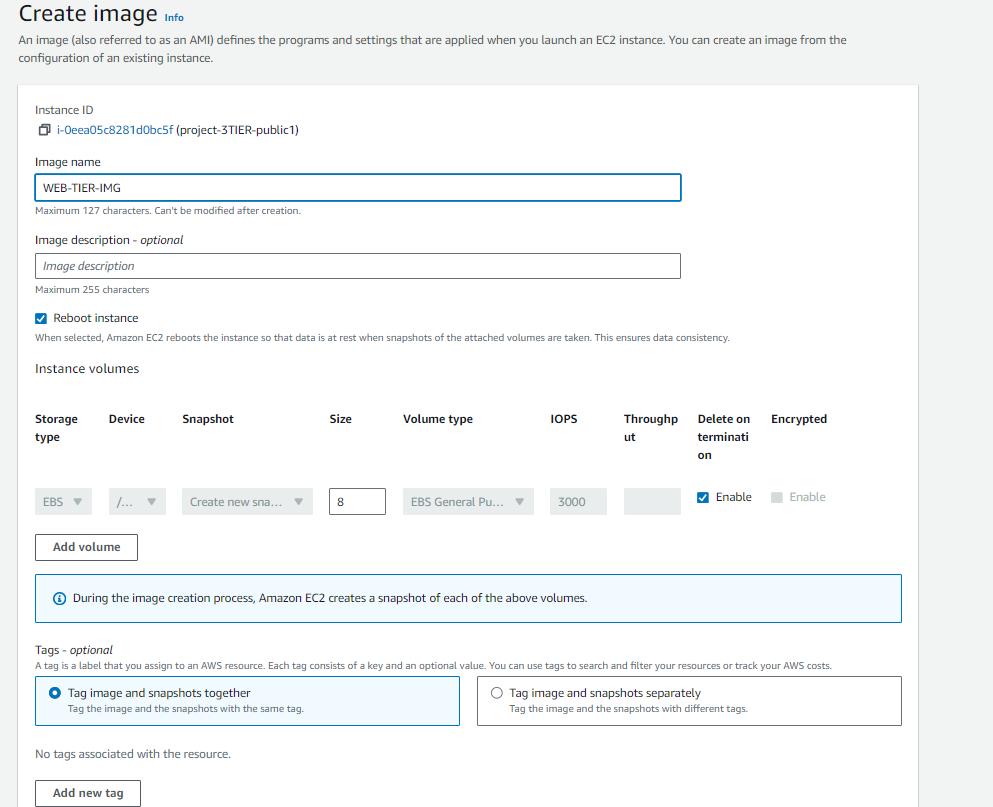 Create image Info
An image (also referred to as an AMI) defines the programs and settings that are applied when you launch an EC2 instance. You can create an image from the
configuration of an existing instance.
Instance ID
i-0eea05c8281d0bc5f (project-3TIER-public1)
Image name
WEB-TIER-IMG
Maximum 127 characters. Can't be modified after creation.
Image description - optional
Image description
Maximum 255 characters
Reboot instance
When selected, Amazon EC2 reboots the instance so that data is at rest when snapshots of the attached volumes are taken. This ensures data consistency.
Instance volumes
Storage type Device Snapshot Size Volume type IOPS Throughp ut Delete on terminati on Encrypted
EBS /... Create new sna... 8 EBS General Pu... 3000 Enable Enable
Add volume
During the image creation process, Amazon EC2 creates a snapshot of each of the above volumes.
Tags - optional
A tag is a label that you assign to an AWS resource. Each tag consists of a key and an optional value. You can use tags to search and filter your resources or track your AWS costs.
Tag image and snapshots together
Tag the image and the snapshots with the same tag.
Tag image and snapshots separately
Tag the image and the snapshots with different tags.
No tags associated with the resource.
Add new tag